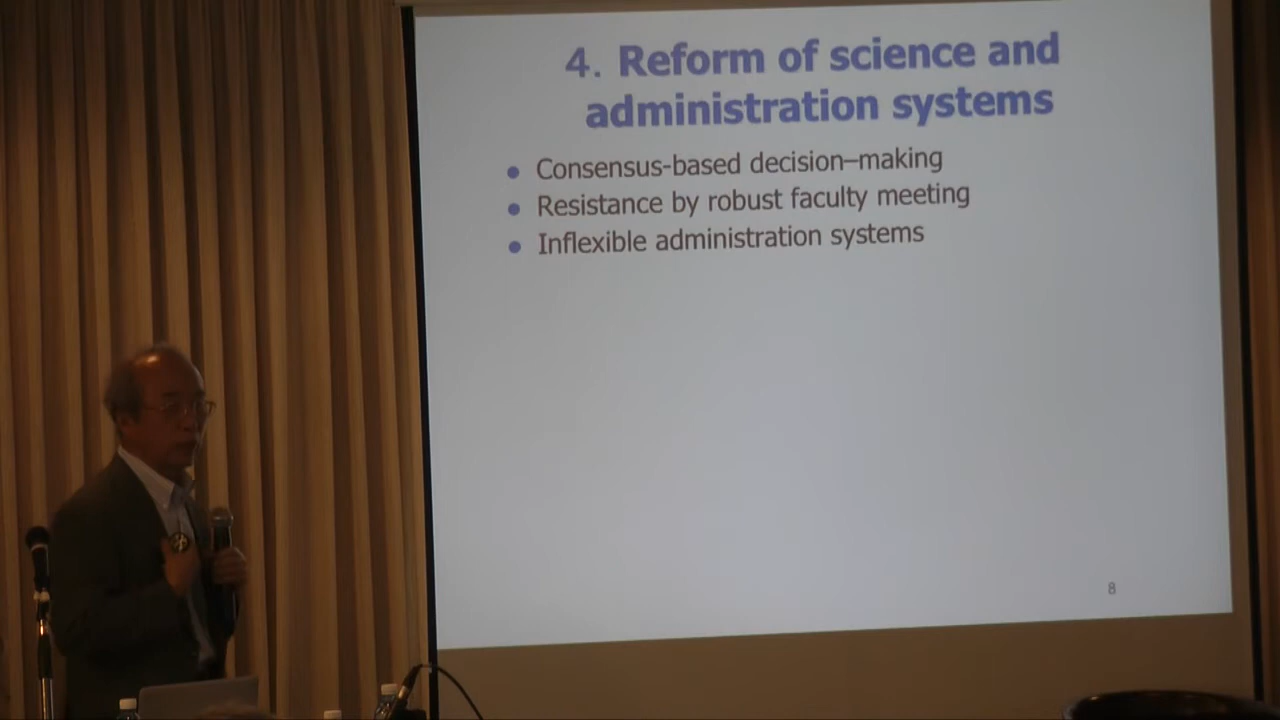 4. Reform of science and
administration systems
• Consensus-based decision–making
• Resistance by robust faculty meeting
• Inflexible administration systems
8